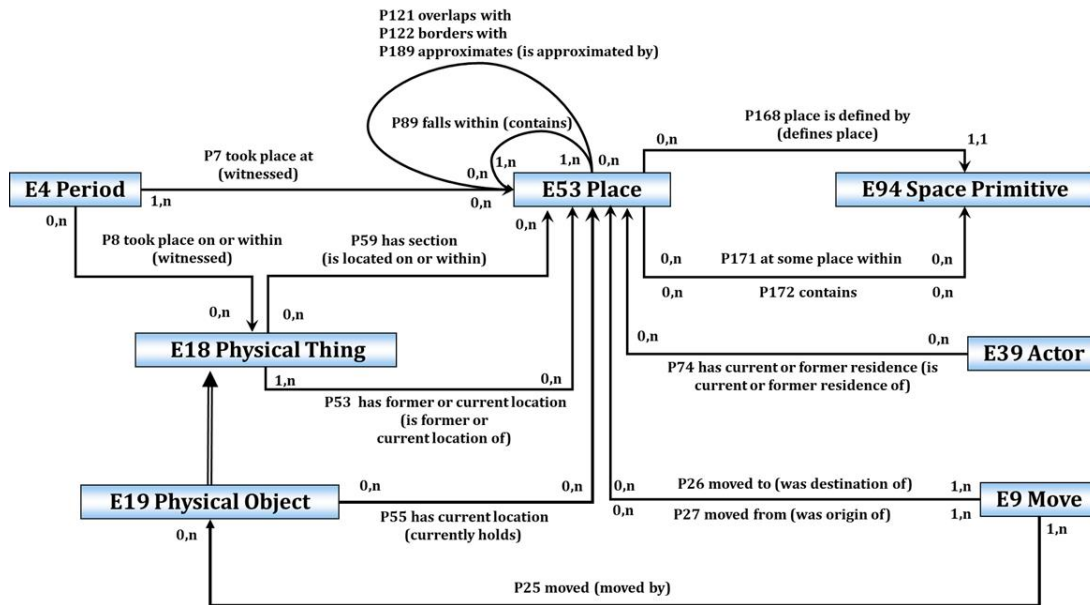 P121 overlaps with
P122 borders with
P189 approximates (is approximated by)
P89 falls within (contains)
P168 place is defined by
(defines place)
0,n
1,1
P7 took place at
(witnessed)
1,n
1,n
0,n
0,n
E4 Period
E53 Place
E94 Space Primitive
1,n
0,n
0,n
0,n
P8 took place on or within
(witnessed)
P59 has section
(is located on or within)
0,n
P171 at some place within
0,n
0,n
P172 contains
0,n
0,n
0,n
E18 Physical Thing
0,n
0,n
E39 Actor
1,n
0,n
P74 has current or former residence (is
current or former residence of)
P53 has former or current location
(is former or
current location of)
E19 Physical Object
0,n
0,n
P55 has current location
(currently holds)
0,n
P26 moved to (was destination of)
1,n
0,n
P27 moved from (was origin of)
1,n
E9 Move
0,n
1,n
P25 moved (moved by)